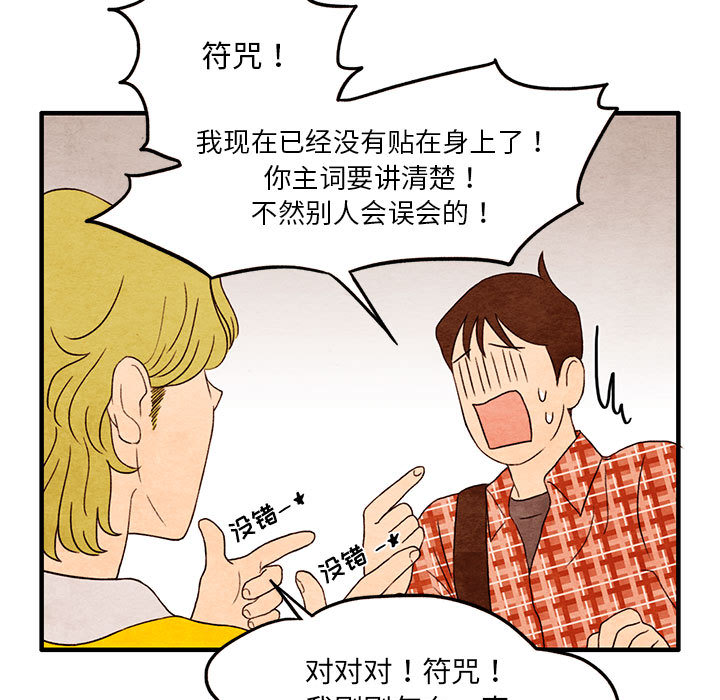 符咒！
我现在已经没有贴在身上了！
你主词要讲清楚！
不然别人会误会的！
没错-★
没错-★
对对对！符咒！